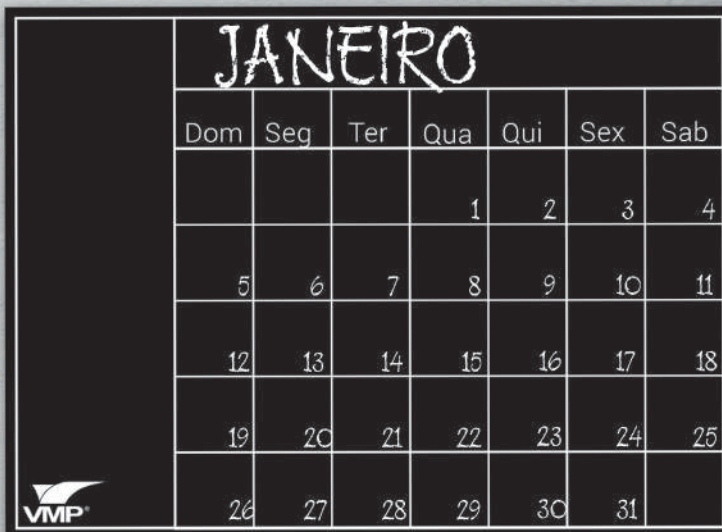 JANEIRO
Dom Seg Ter Qua Qui Sex Sab
1 2 3 4
5 6 7 8 9 10 11
12 13 14 15 16 17 18
19 20 21 22 23 24 25
26 27 28 29 30 31
VMP®